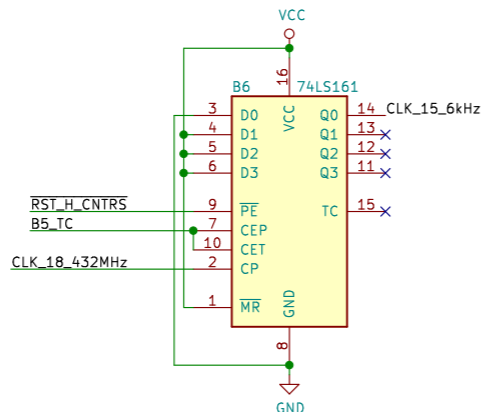 VCC
B6 74LS161
16
VCC
3 D0 Q0 14 CLK_15_6kHz
4 D1 Q1 13
5 D2 Q2 12
6 D3 Q3 11
RST_H_CNTRS 9 PE TC 15
B5_TC 7 CEP
10 CET
CLK_18_432MHz 2 CP
1 MR
GND
8
GND